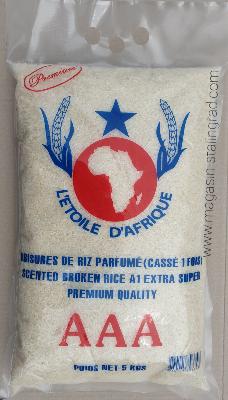 Premium
L'ETOILE D'AFRIQUE
BRISURES DE RIZ PARFUMÉ (CASSÉ 1 FOIS)
SCENTED BROKEN RICE A1 EXTRA SUPER
PREMIUM QUALITY
AAA
POIDS NET 5 KGS
www.magasin-stalingrad.com